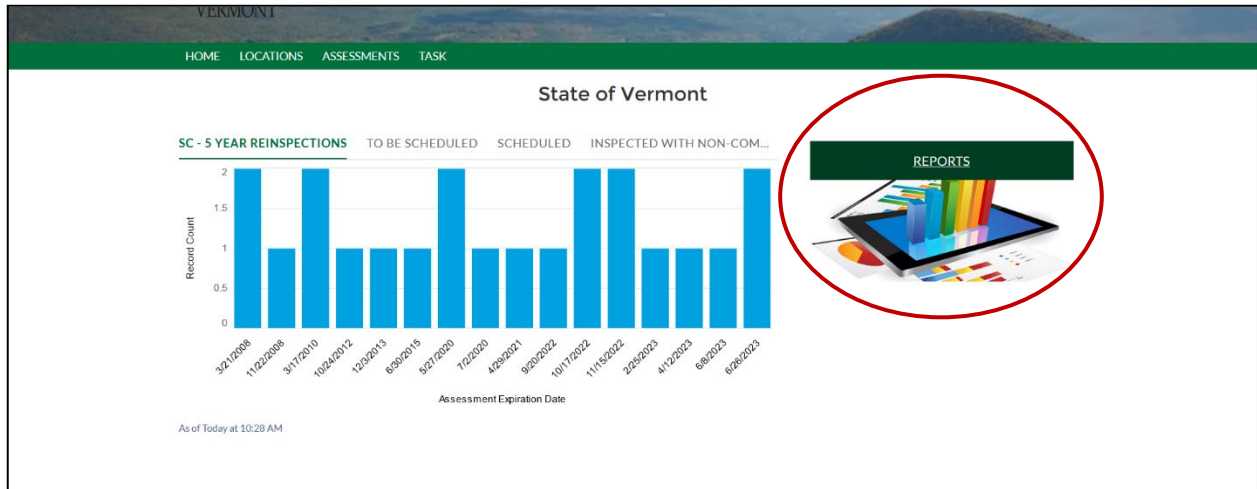 VERMONT
HOME LOCATIONS ASSESSMENTS TASK
State of Vermont
SC - 5 YEAR REINSPECTIONS TO BE SCHEDULED SCHEDULED INSPECTED WITH NON-COM...
REPORTS
2
1.5
1
0.5
0
Record Count
3/21/2008 11/22/2008 3/17/2010 10/24/2012 12/3/2013 6/30/2015 5/27/2020 7/2/2020 4/29/2021 9/20/2022 10/17/2022 11/15/2022 2/25/2023 4/12/2023 6/8/2023 6/26/2023
Assessment Expiration Date
As of Today at 10:28 AM